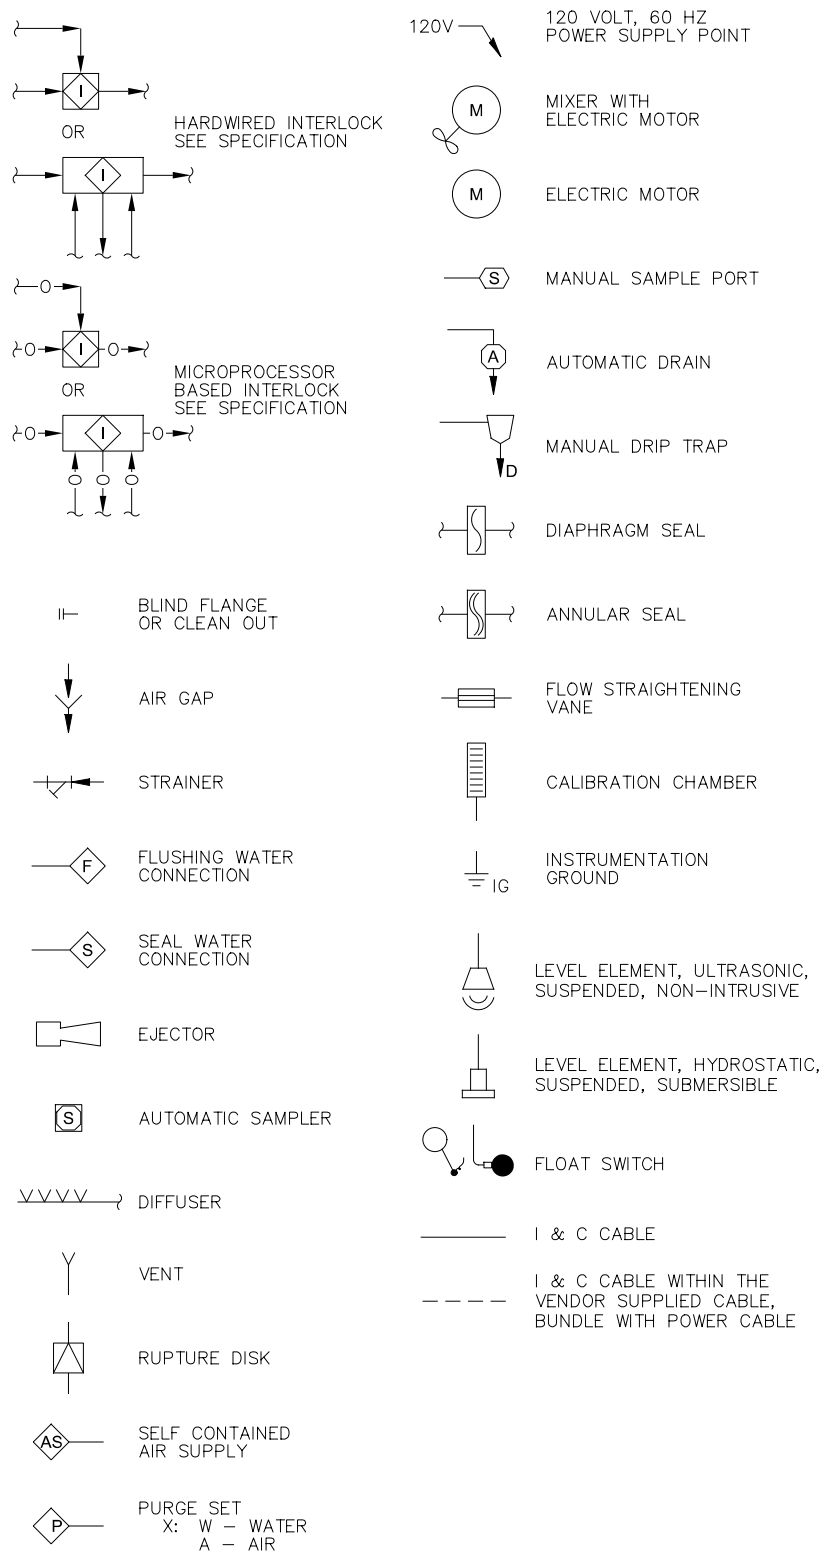 I
OR
HARDWIRED INTERLOCK
SEE SPECIFICATION
I
O
O
I
O
OR
MICROPROCESSOR
BASED INTERLOCK
SEE SPECIFICATION
O
I
O
O
O
O
BLIND FLANGE
OR CLEAN OUT
AIR GAP
STRAINER
F
FLUSHING WATER
CONNECTION
S
SEAL WATER
CONNECTION
EJECTOR
S
AUTOMATIC SAMPLER
DIFFUSER
VENT
RUPTURE DISK
AS
SELF CONTAINED
AIR SUPPLY
P
PURGE SET
X: W – WATER
A – AIR
120V
120 VOLT, 60 HZ
POWER SUPPLY POINT
M
MIXER WITH
ELECTRIC MOTOR
M
ELECTRIC MOTOR
S
MANUAL SAMPLE PORT
A
AUTOMATIC DRAIN
MANUAL DRIP TRAP
D
DIAPHRAGM SEAL
ANNULAR SEAL
FLOW STRAIGHTENING
VANE
CALIBRATION CHAMBER
INSTRUMENTATION
GROUND
IG
LEVEL ELEMENT, ULTRASONIC,
SUSPENDED, NON–INTRUSIVE
LEVEL ELEMENT, HYDROSTATIC,
SUSPENDED, SUBMERSIBLE
FLOAT SWITCH
I & C CABLE
I & C CABLE WITHIN THE
VENDOR SUPPLIED CABLE,
BUNDLE WITH POWER CABLE